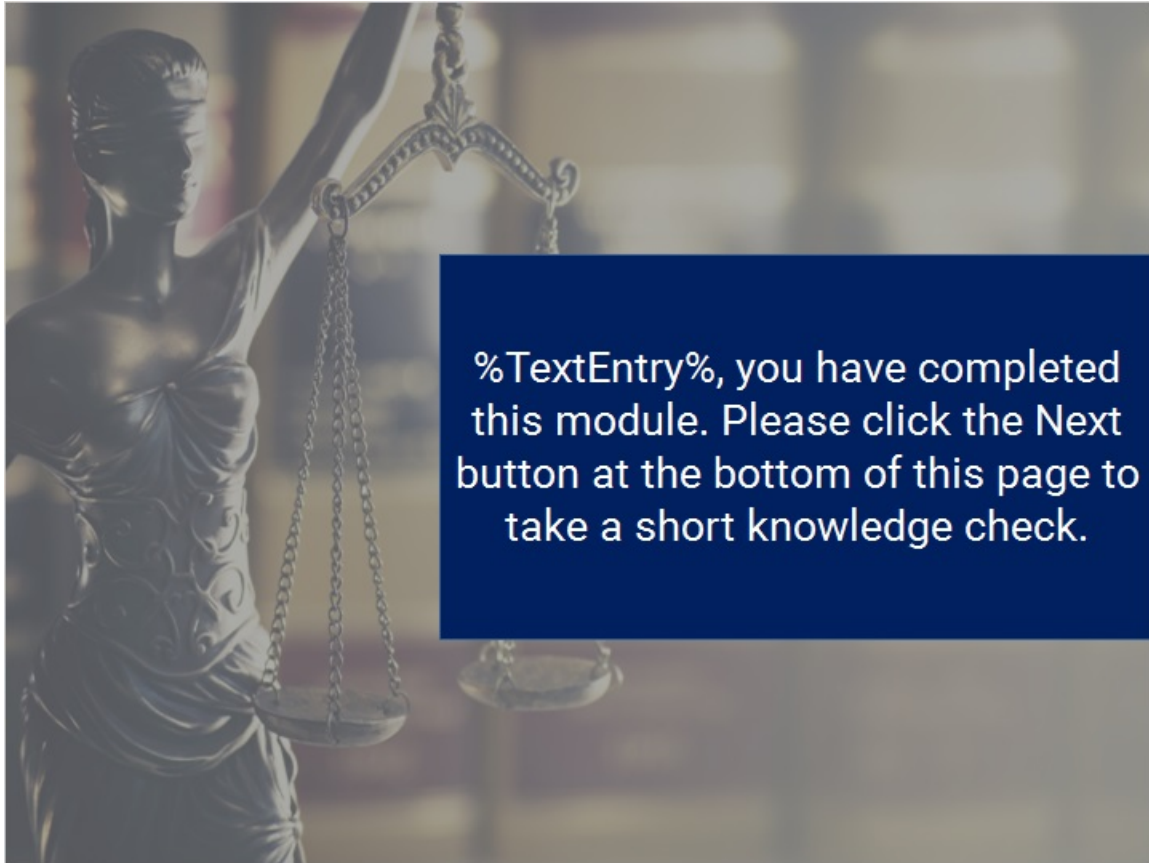 %TextEntry%, you have completed
this module. Please click the Next
button at the bottom of this page to
take a short knowledge check.